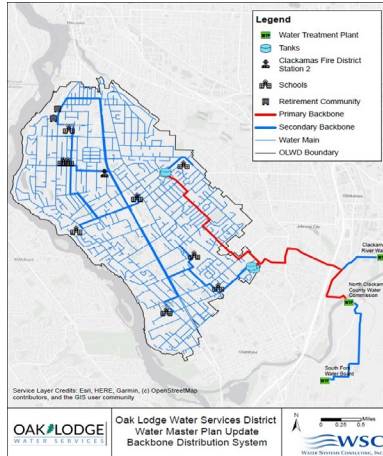 Legend
WTP Water Treatment Plant
Tanks
Clackamas Fire District
Station 2
Schools
Retirement Community
Primary Backbone
Secondary Backbone
Water Main
OLWD Boundary
Clackamas
River Wa
WTP
North Clackamas
County Water
Commission
WTP
South Fork
Water Board
WTP
Service Layer Credits: Esri, HERE, Garmin, (c) OpenStreetMap
contributors, and the GIS user community
OAK LODGE
WATER SERVICES
Oak Lodge Water Services District
Water Master Plan Update
Backbone Distribution System
N
0 0.25 0.5
Miles
WSC
WATER SYSTEMS CONSULTING, INC